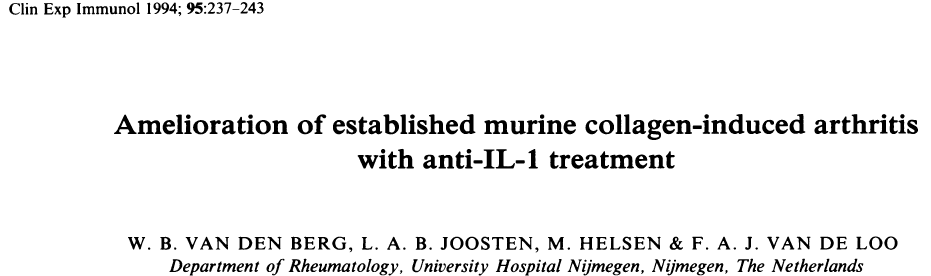 Clin Exp Immunol 1994; 95:237–243
Amelioration of established murine collagen-induced arthritis
with anti-IL-1 treatment
W. B. VAN DEN BERG, L. A. B. JOOSTEN, M. HELSEN & F. A. J. VAN DE LOO
Department of Rheumatology, University Hospital Nijmegen, Nijmegen, The Netherlands